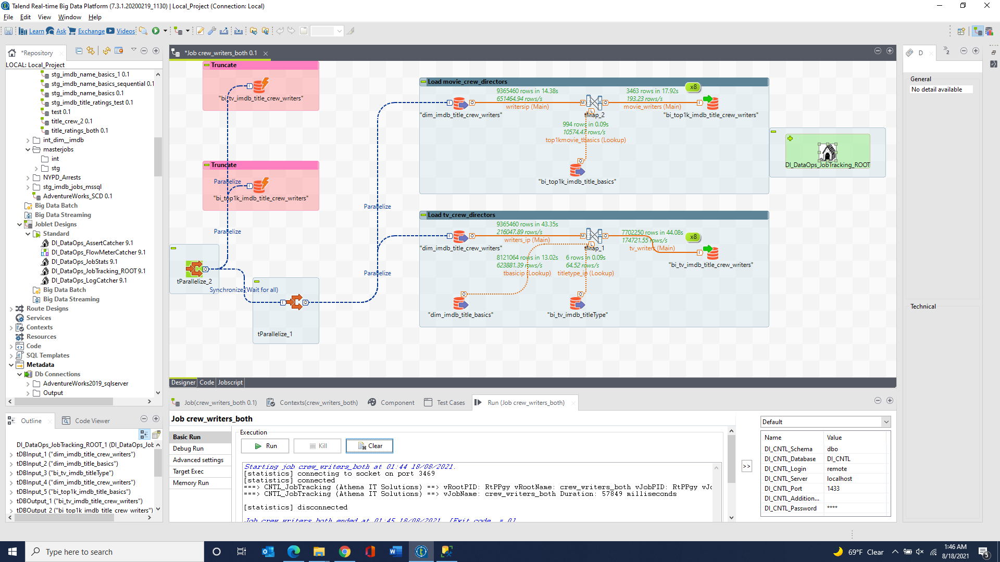 Talend Real-time Big Data Platform (7.3.1.20200219_1130) | Local_Project (Connection: Local)
File Edit View Window Help
Learn Ask Exchange Videos
*Repository
LOCAL: Local_Project
stg_imdb_name_basics_1 0.1
stg_imdb_name_basics_sequential 0.1
stg_imdb_name_basics 0.1
stg_imdb_title_ratings_test 0.1
test 0.1
title_crew_2 0.1
title_ratings_both 0.1
int_dim__imdb
masterjobs
int
stg
NYPD_Arrests
stg_imdb_jobs_mssql
AdventureWorks_SCD 0.1
Big Data Batch
Big Data Streaming
Joblet Designs
Standard
DI_DataOps_AssertCatcher 9.1
DI_DataOps_FlowMeterCatcher 9.1
DI_DataOps_JobStats 9.1
DI_DataOps_JobTracking_ROOT 9.1
DI_DataOps_LogCatcher 9.1
Big Data Batch
Big Data Streaming
Route Designs
Services
Contexts
Resources
Code
SQL Templates
Metadata
Db Connections
AdventureWorks2019_sqlserver
Output
Outline
Code Viewer
DI_DataOps_JobTracking_ROOT_1 (DI_DataOps_Job
tDBInput_1 ("dim_imdb_title_crew_writers")
tDBInput_2 ("dim_imdb_title_basics")
tDBInput_3 ("bi_tv_imdb_titleType")
tDBInput_4 ("dim_imdb_title_crew_writers")
tDBInput_5 ("bi_top1k_imdb_title_basics")
tDBOutput_1 ("bi_tv_imdb_title_crew_writers")
tDBOutput_2 ("bi_top1k_imdb_title_crew_writers")
*Job crew_writers_both 0.1
Truncate
"bi_tv_imdb_title_crew_writers"
Truncate
Parallelize
"bi_top1k_imdb_title_crew_writers"
Parallelize
tParallelize_2
Synchronize (Wait for all)
tParallelize_1
Parallelize
Parallelize
Load movie_crew_directors
9365460 rows in 14.38s
651464.94 rows/s
writersip (Main)
3463 rows in 17.92s
193.23 rows/s
movie_writers (Main)
x8
"dim_imdb_title_crew_writers"
tMap_2
"bi_top1k_imdb_title_crew_writers"
994 rows in 0.09s
10574.47 rows/s
top1kmovie_tbasics (Lookup)
"bi_top1k_imdb_title_basics"
DI_DataOps_JobTracking_ROOT
Load tv_crew_directors
9365460 rows in 43.35s
216047.89 rows/s
writers_ip (Main)
7702250 rows in 44.08s
174721.55 rows/s
tv_writers (Main)
x8
"dim_imdb_title_crew_writers"
tMap_1
"bi_tv_imdb_title_crew_writers"
8121064 rows in 13.02s
623881.39 rows/s
tbasicip (Lookup)
6 rows in 0.09s
64.52 rows/s
titletype_ip (Lookup)
"dim_imdb_title_basics"
"bi_tv_imdb_titleType"
Designer Code Jobscript
Job(crew_writers_both 0.1) Contexts(crew_writers_both) Component Test Cases Run (Job crew_writers_both)
Job crew_writers_both
Basic Run
Debug Run
Advanced settings
Target Exec
Memory Run
Execution
Run Kill Clear
Starting job crew_writers_both at 01:44 18/08/2021.
[statistics] connecting to socket on port 3469
[statistics] connected
===> CNTL_JobTracking (Athena IT Solutions) ==> vRootPID: RtPPgy vRootName: crew_writers_both vJobPID: RtPPgy vJo
===> CNTL_JobTracking (Athena IT Solutions) ==> vJobName: crew_writers_both Duration: 57849 milliseconds
[statistics] disconnected
Job crew_writers_both ended at 01:45 18/08/2021. [Exit code = 0]
>>
Default
Name Value
DI_CNTL_Schema dbo
DI_CNTL_Database DI_CNTL
DI_CNTL_Login remote
DI_CNTL_Server localhost
DI_CNTL_Port 1433
DI_CNTL_Addition...
DI_CNTL_Password ****
D
2
General
No detail available
Technical
Type here to search
69°F Clear
1:46 AM
8/18/2021
5